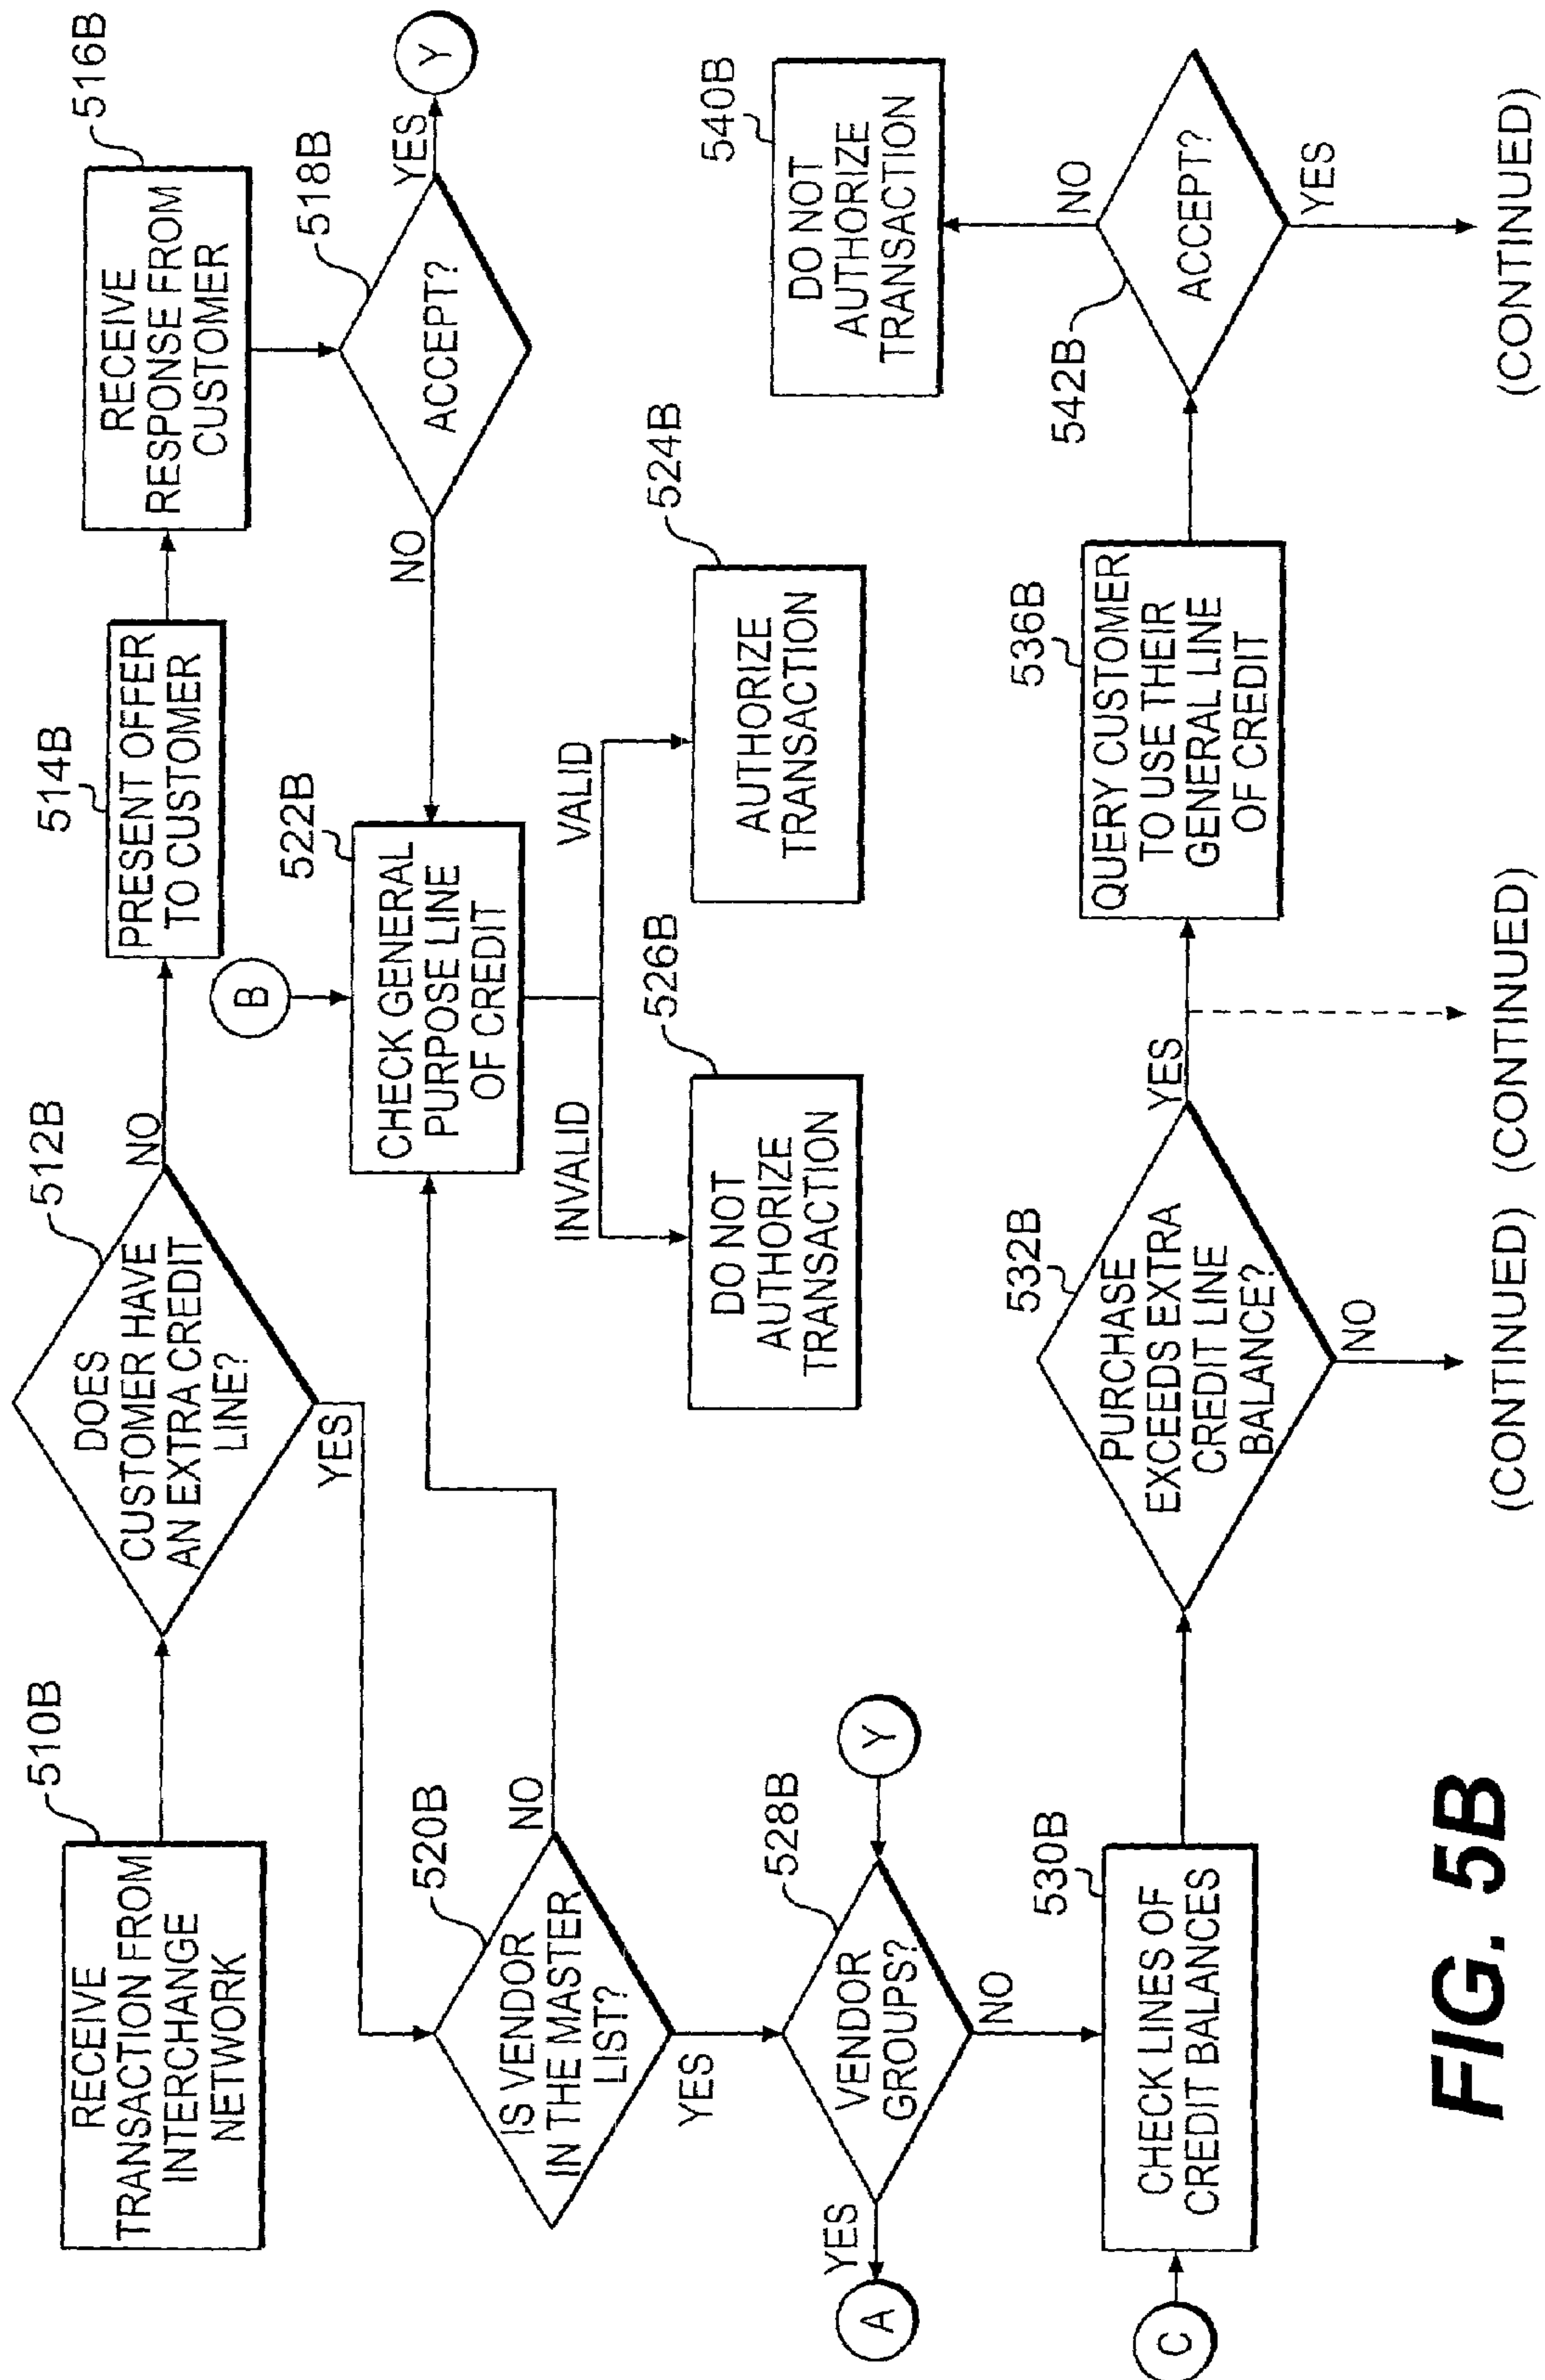 510B
RECEIVE
TRANSACTION FROM
INTERCHANGE
NETWORK
512B
DOES
CUSTOMER HAVE
AN EXTRA CREDIT
LINE?
NO
YES
514B
PRESENT OFFER
TO CUSTOMER
516B
RECEIVE
RESPONSE FROM
CUSTOMER
518B
ACCEPT?
YES
Y
NO
B
522B
CHECK GENERAL
PURPOSE LINE
OF CREDIT
INVALID
VALID
526B
DO NOT
AUTHORIZE
TRANSACTION
524B
AUTHORIZE
TRANSACTION
520B
IS VENDOR
IN THE MASTER
LIST?
NO
YES
528B
VENDOR
GROUPS?
Y
YES
A
NO
530B
CHECK LINES OF
CREDIT BALANCES
C
532B
PURCHASE
EXCEEDS EXTRA
CREDIT LINE
BALANCE?
YES
NO
536B
QUERY CUSTOMER
TO USE THEIR
GENERAL LINE
OF CREDIT
540B
DO NOT
AUTHORIZE
TRANSACTION
542B
ACCEPT?
NO
YES
(CONTINUED) (CONTINUED) (CONTINUED)
FIG. 5B